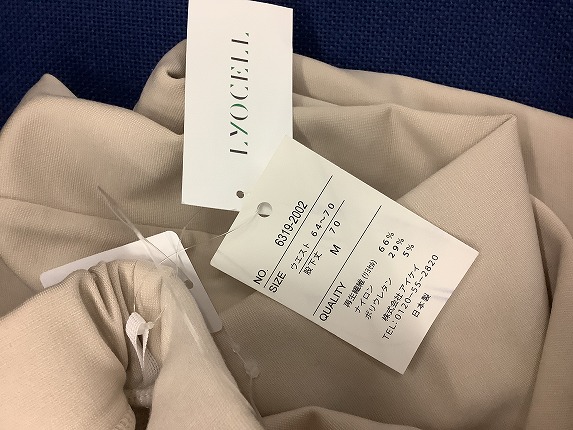 LYOCELL
NO 6319-2002
SIZE ウエスト 64～70 M
股下丈 70
QUALITY
再生繊維(リヨセル) 66%
ナイロン 29%
ポリウレタン 5%
株式会社アイケイ
TEL:0120-55-2820
日本製